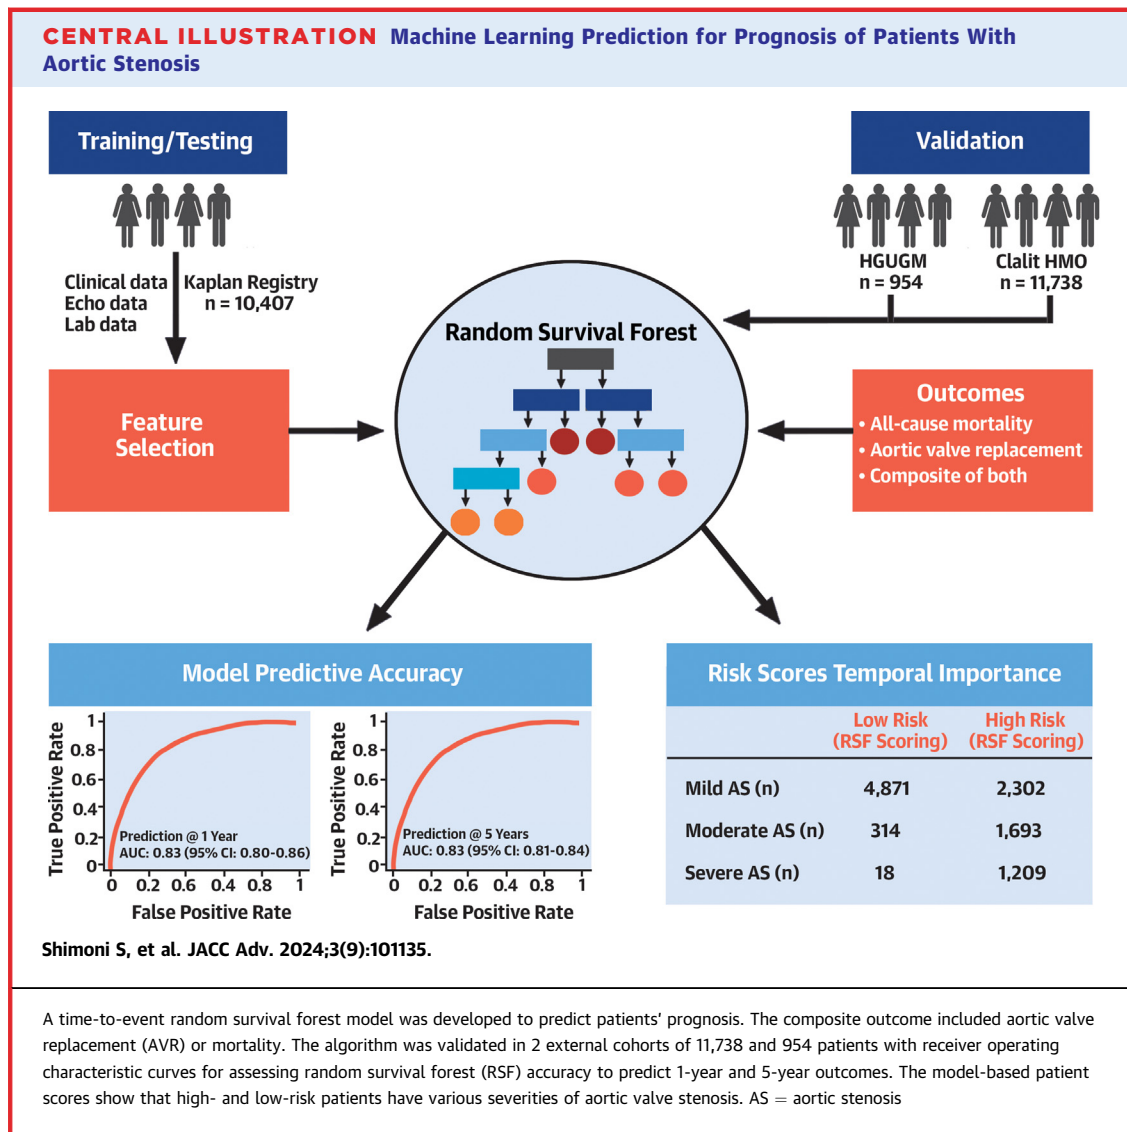 CENTRAL ILLUSTRATION Machine Learning Prediction for Prognosis of Patients With
Aortic Stenosis
Training/Testing
Clinical data
Echo data
Lab data
Kaplan Registry
n = 10,407
Feature
Selection
Validation
HGUGM
n = 954
Clalit HMO
n = 11,738
Random Survival Forest
Outcomes
• All-cause mortality
• Aortic valve replacement
• Composite of both
Model Predictive Accuracy
True Positive Rate
1
0.8
0.6
0.4
0.2
0
Prediction @ 1 Year
AUC: 0.83 (95% CI: 0.80-0.86)
0 0.2 0.6 0.4 0.8 1
False Positive Rate
True Positive Rate
1
0.8
0.6
0.4
0.2
0
Prediction @ 5 Years
AUC: 0.83 (95% CI: 0.81-0.84)
0 0.2 0.6 0.4 0.8 1
False Positive Rate
Risk Scores Temporal Importance
Low Risk
(RSF Scoring)
High Risk
(RSF Scoring)
Mild AS (n) 4,871 2,302
Moderate AS (n) 314 1,693
Severe AS (n) 18 1,209
Shimoni S, et al. JACC Adv. 2024;3(9):101135.
A time-to-event random survival forest model was developed to predict patients' prognosis. The composite outcome included aortic valve
replacement (AVR) or mortality. The algorithm was validated in 2 external cohorts of 11,738 and 954 patients with receiver operating
characteristic curves for assessing random survival forest (RSF) accuracy to predict 1-year and 5-year outcomes. The model-based patient
scores show that high- and low-risk patients have various severities of aortic valve stenosis. AS = aortic stenosis